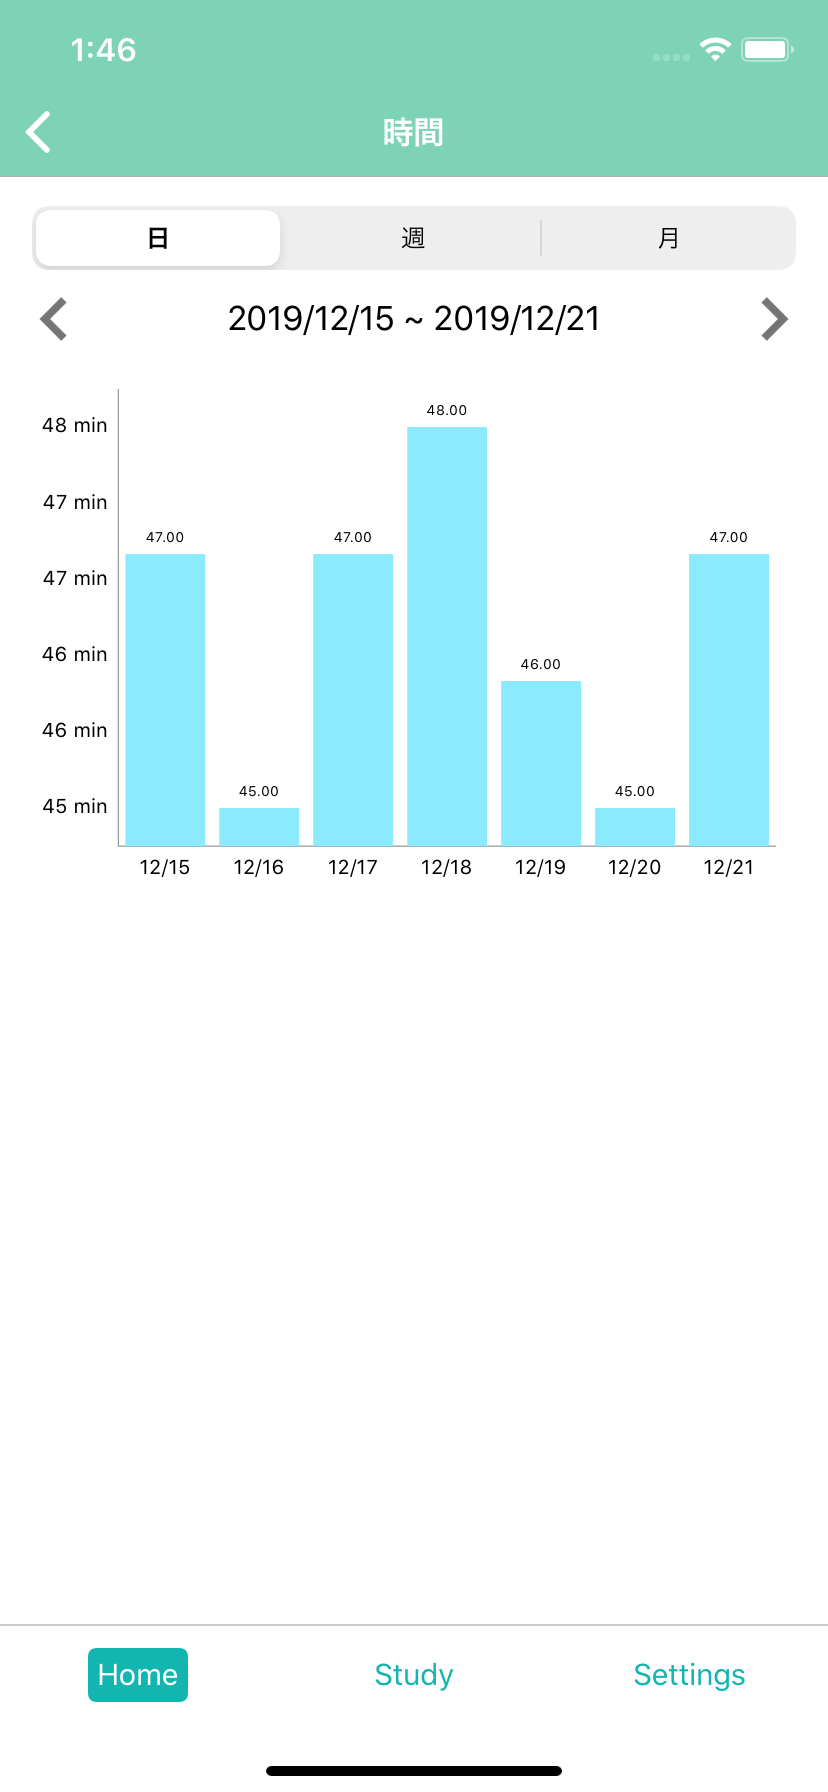 1:46
時間
日 週 月
2019/12/15 ~ 2019/12/21
48 min
47 min
47 min
46 min
46 min
45 min
47.00 45.00 47.00 48.00 46.00 45.00 47.00
12/15 12/16 12/17 12/18 12/19 12/20 12/21
Home Study Settings